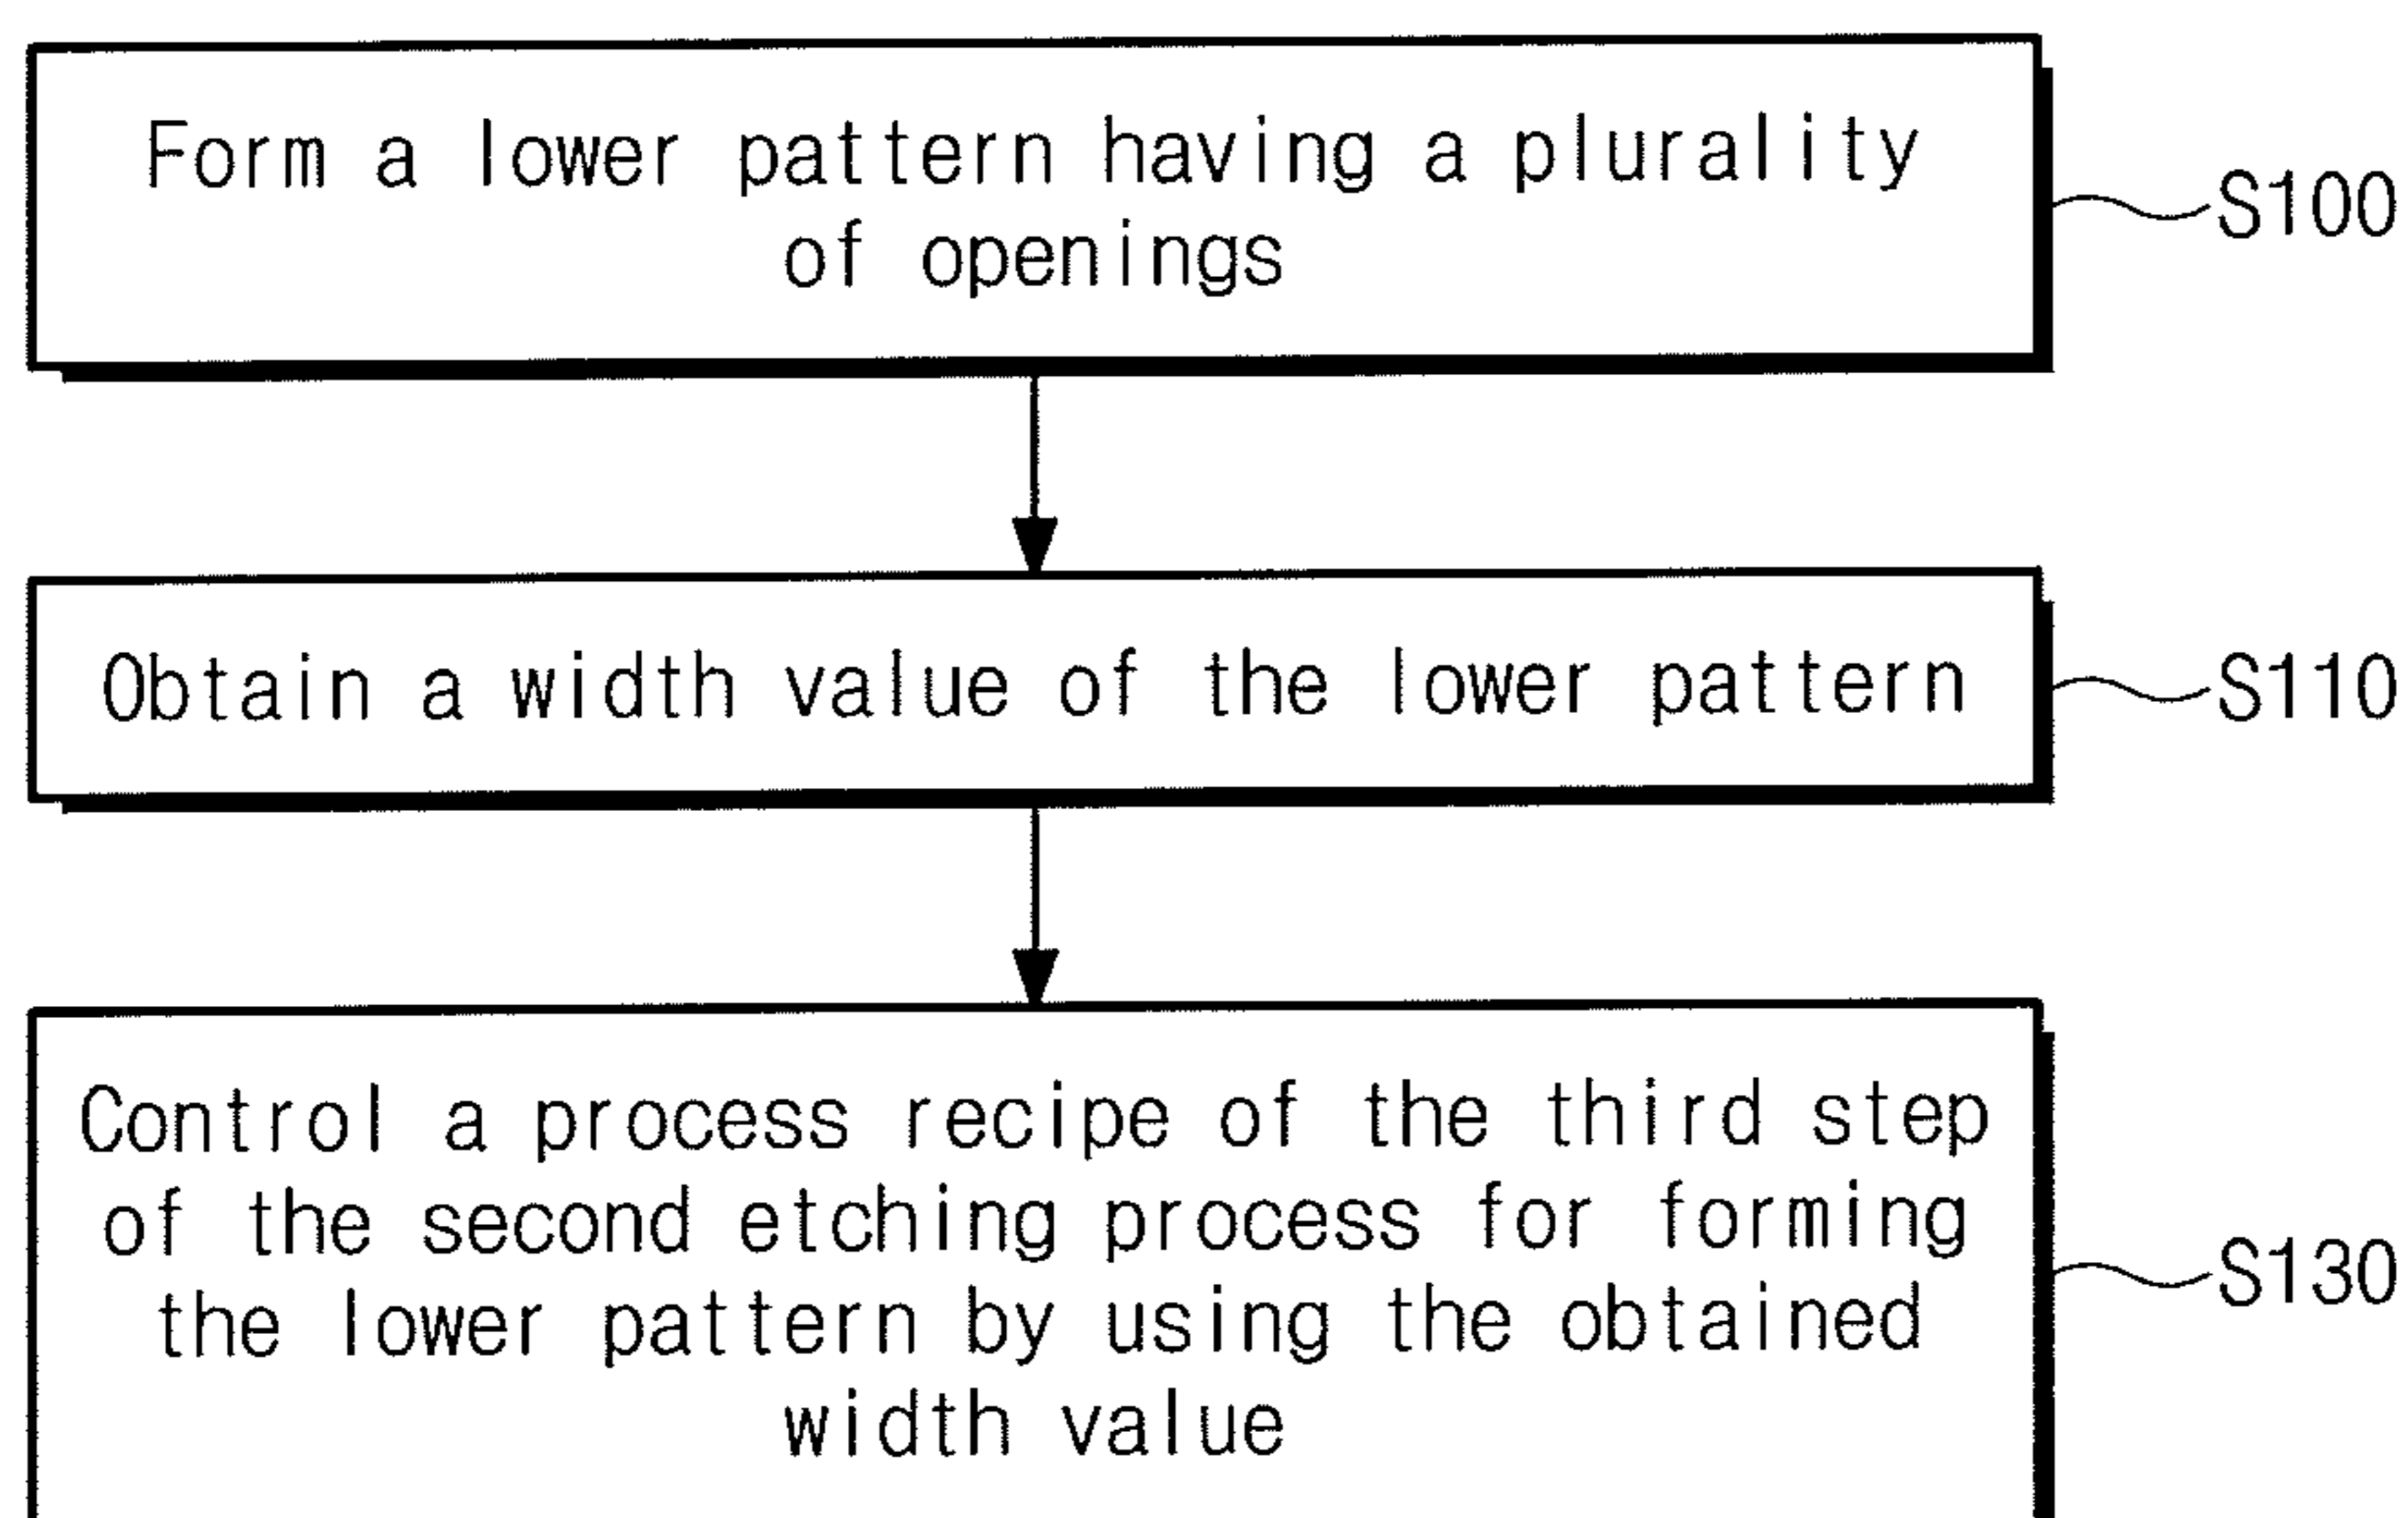 Form a lower pattern having a plurality
of openings
S100
Obtain a width value of the lower pattern
S110
Control a process recipe of the third step
of the second etching process for forming
the lower pattern by using the obtained
width value
S130